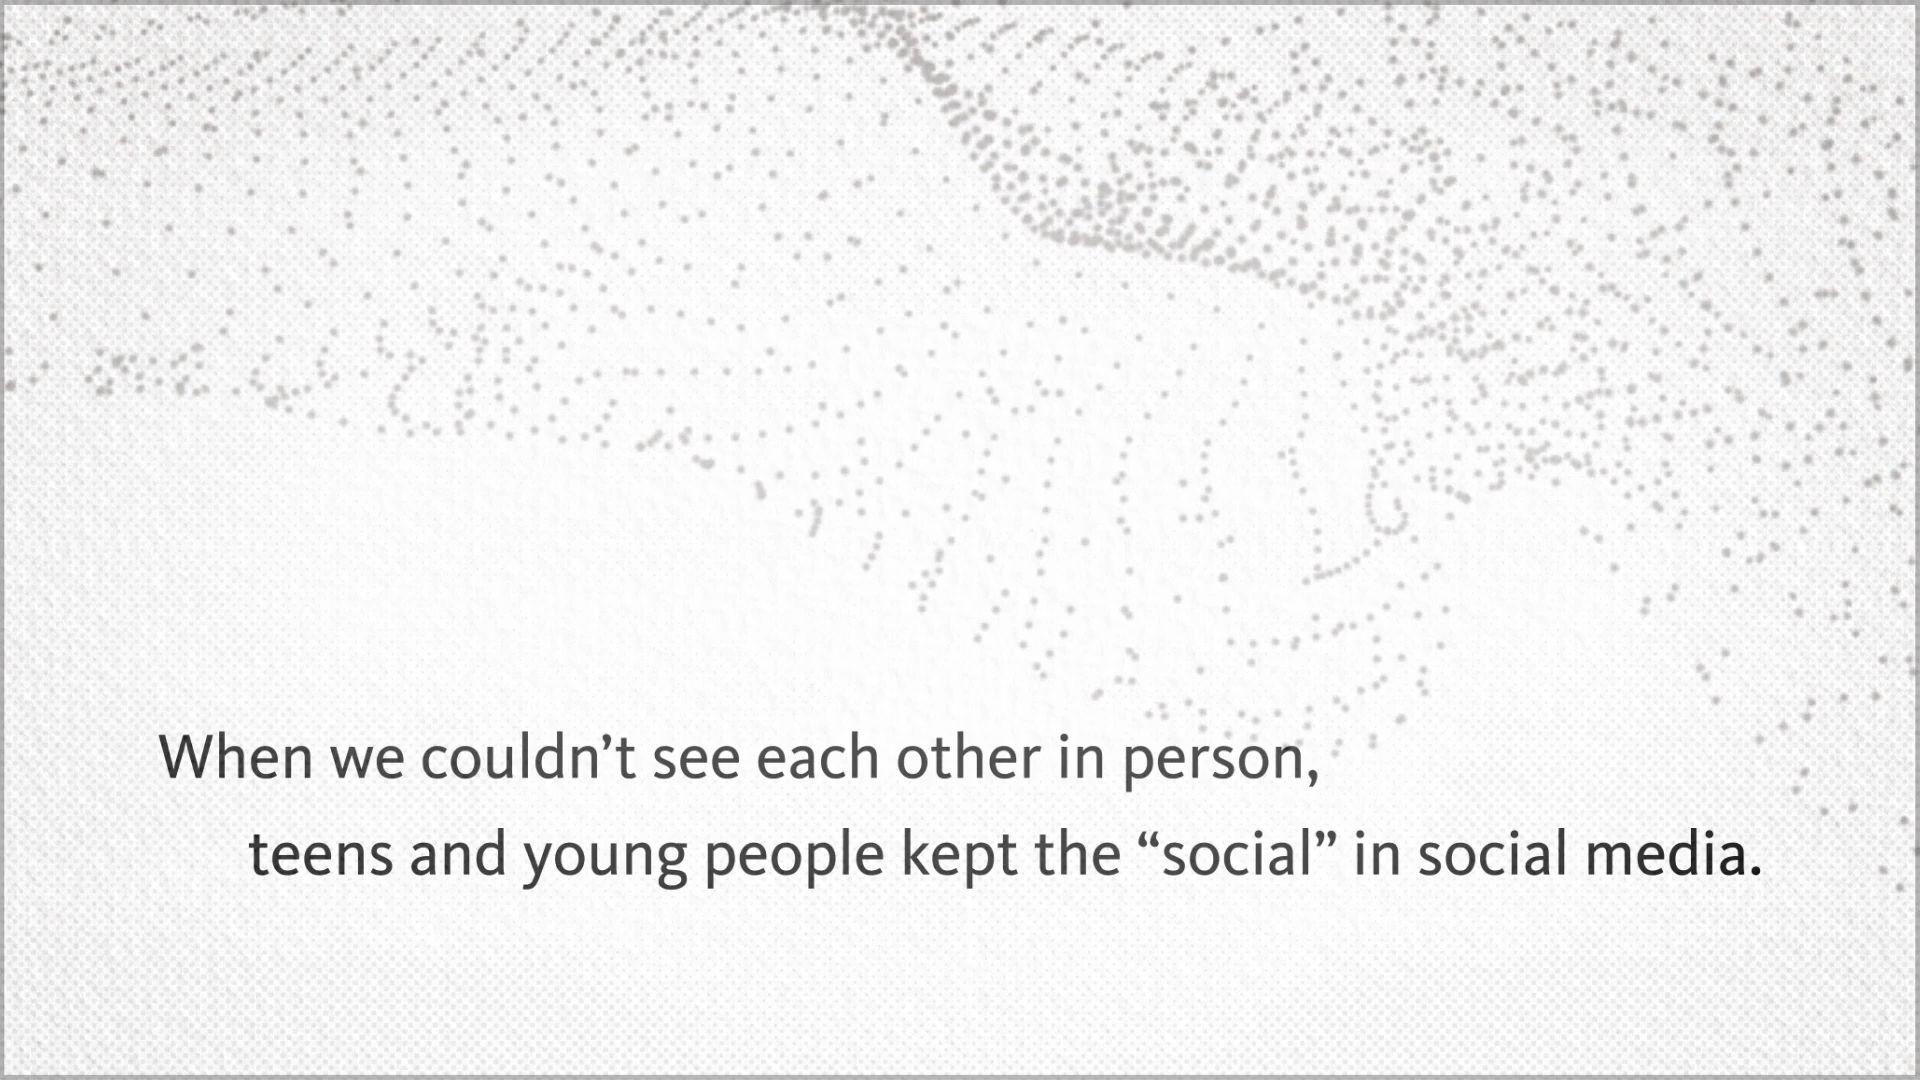 When we couldn’t see each other in person,
teens and young people kept the “social” in social media.